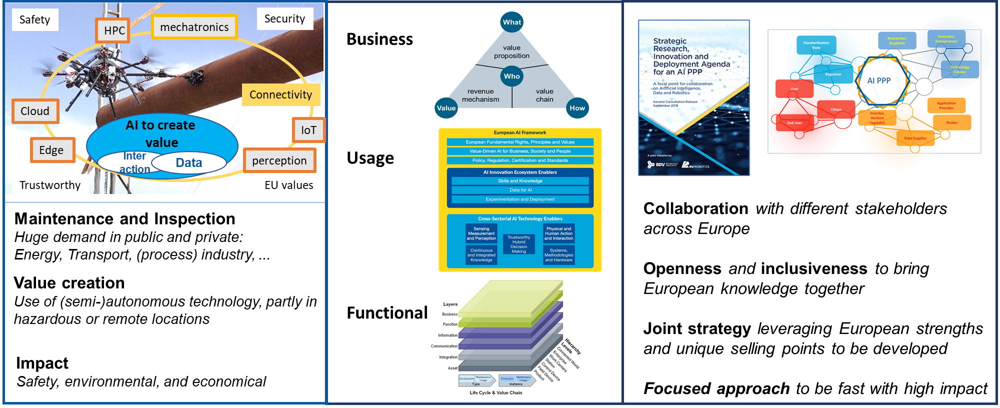 Safety
Security
HPC
mechatronics
Connectivity
Cloud
IoT
Edge
perception
AI to create
value
Inter
action
Data
Trustworthy
EU values
Maintenance and Inspection
Huge demand in public and private:
Energy, Transport, (process) industry, ...
Value creation
Use of (semi-)autonomous technology, partly in
hazardous or remote locations
Impact
Safety, environmental, and economical
Business
What
value
proposition
Who
revenue
mechanism
value
chain
Value
How
Usage
European AI Framework
European Fundamental Rights, Principles and Values
Value-Driven AI for Business, Society and People
Policy, Regulation, Certification and Standards
AI Innovation Ecosystem Enablers
Skills and Knowledge
Data for AI
Experimentation and Deployment
Cross-Sectorial AI Technology Enablers
Sensing
Measurement
and Perception
Continuous
and Integrated
Knowledge
Trustworthy
Hybrid
Decision
Making
Physical and
Human Action
and Interaction
Systems,
Methodologies
and Hardware
Functional
Layers
Business
Function
Information
Communication
Integration
Asset
Hierarchy
Levels
Connected World
Enterprise
Work Centers
Station
Control Device
Field Device
Product
Development
Maintenance
Usage
Type
Production
Maintenance
Usage
Instance
Life Cycle & Value Chain
Strategic
Research,
Innovation and
Deployment Agenda
for an AI PPP
A focal point for collaboration
on Artificial Intelligence,
Data and Robotics
Second Consultation Release
September 2019
A joint initiative by
BDV BIG DATA VALUE
ASSOCIATION
euROBOTICS
Standardisation
Body
Researcher,
Academic
Innovator,
Entrepreneur
Regulator
Technology
Creator
AI PPP
User
Citizen
End User
Investor,
Venture
Capitalist
Application
Provider
Broker
Data Supplier
Collaboration with different stakeholders
across Europe
Openness and inclusiveness to bring
European knowledge together
Joint strategy leveraging European strengths
and unique selling points to be developed
Focused approach to be fast with high impact